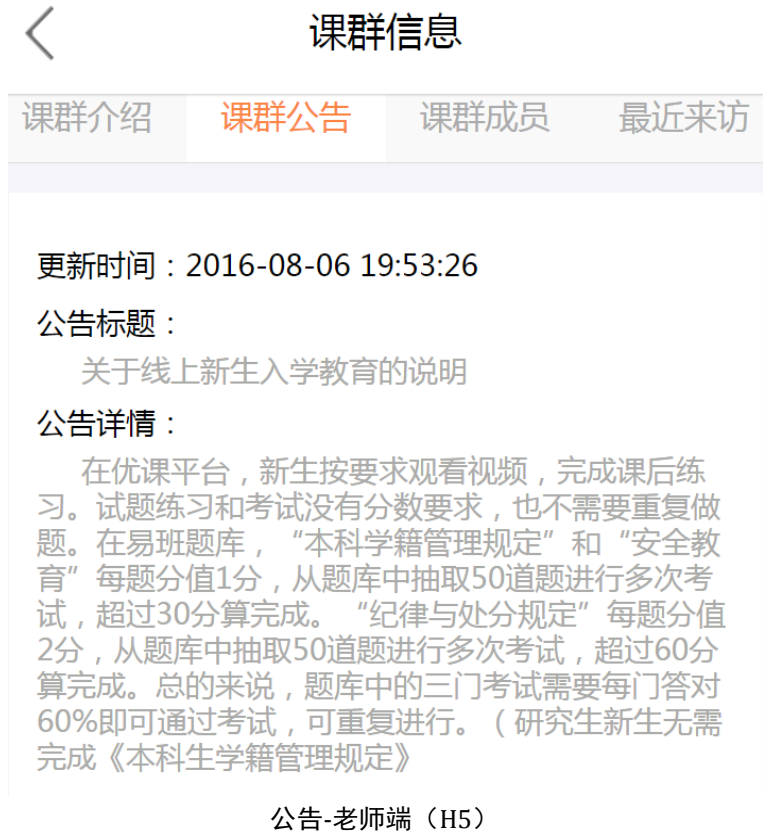 课群信息
课群介绍 课群公告 课群成员 最近来访
更新时间：2016-08-06 19:53:26
公告标题：
关于线上新生入学教育的说明
公告详情：
在优课平台，新生按要求观看视频，完成课后练
习。试题练习和考试没有分数要求，也不需要重复做
题。在易班题库，“本科学籍管理规定”和“安全教
育”每题分值1分，从题库中抽取50道题进行多次考
试，超过30分算完成。“纪律与处分规定”每题分值
2分，从题库中抽取50道题进行多次考试，超过60分
算完成。总的来说，题库中的三门考试需要每门答对
60%即可通过考试，可重复进行。（研究生新生无需
完成《本科生学籍管理规定》
公告-老师端（H5）